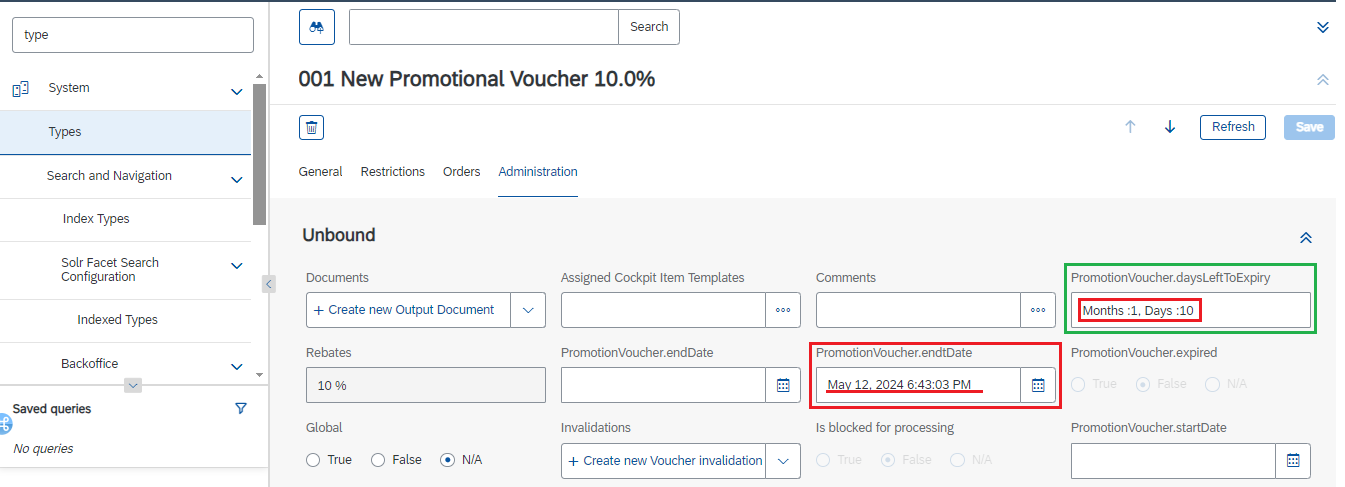 type
Search
System
001 New Promotional Voucher 10.0%
Types
Refresh
Save
Search and Navigation
General
Restrictions
Orders
Administration
Index Types
Unbound
Solr Facet Search
Configuration
Documents
Assigned Cockpit Item Templates
Comments
PromotionVoucher.daysLeftToExpiry
+ Create new Output Document
Months :1, Days :10
Indexed Types
Rebates
PromotionVoucher.endDate
PromotionVoucher.endtDate
PromotionVoucher.expired
Backoffice
10 %
May 12, 2024 6:43:03 PM
True
False
N/A
Saved queries
Global
Invalidations
Is blocked for processing
PromotionVoucher.startDate
No queries
True
False
N/A
+ Create new Voucher invalidation
True
False
N/A